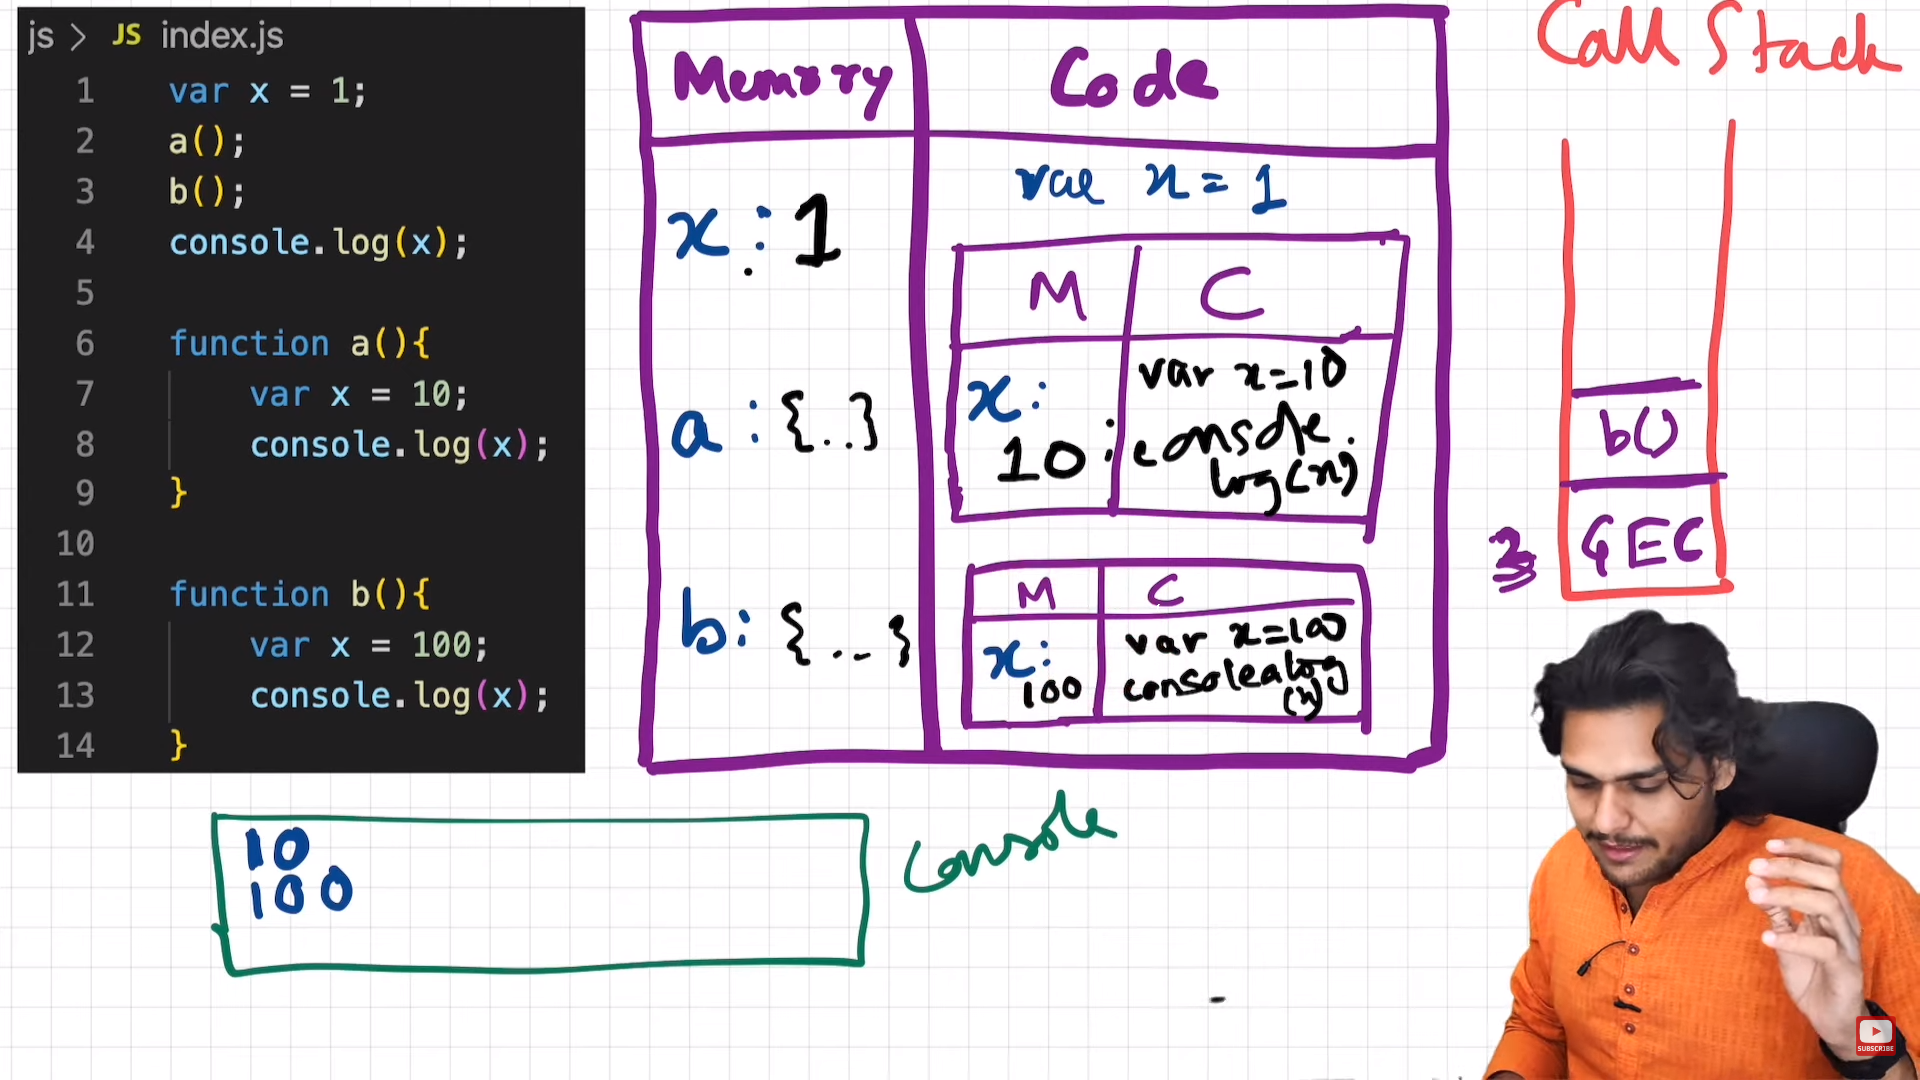 js > JS index.js
1 var x = 1;
2 a();
3 b();
4 console.log(x);
5
6 function a(){
7 var x = 10;
8 console.log(x);
9 }
10
11 function b(){
12 var x = 100;
13 console.log(x);
14 }
Memory Code
x : 1
a : {..}
b: {..}
var x = 1
M C
x:
10
var x=10
console.
log(x)
M C
x:
100
var x=100
console.log
(x)
Call Stack
b()
GEC
10
100
Console
SUBSCRIBE